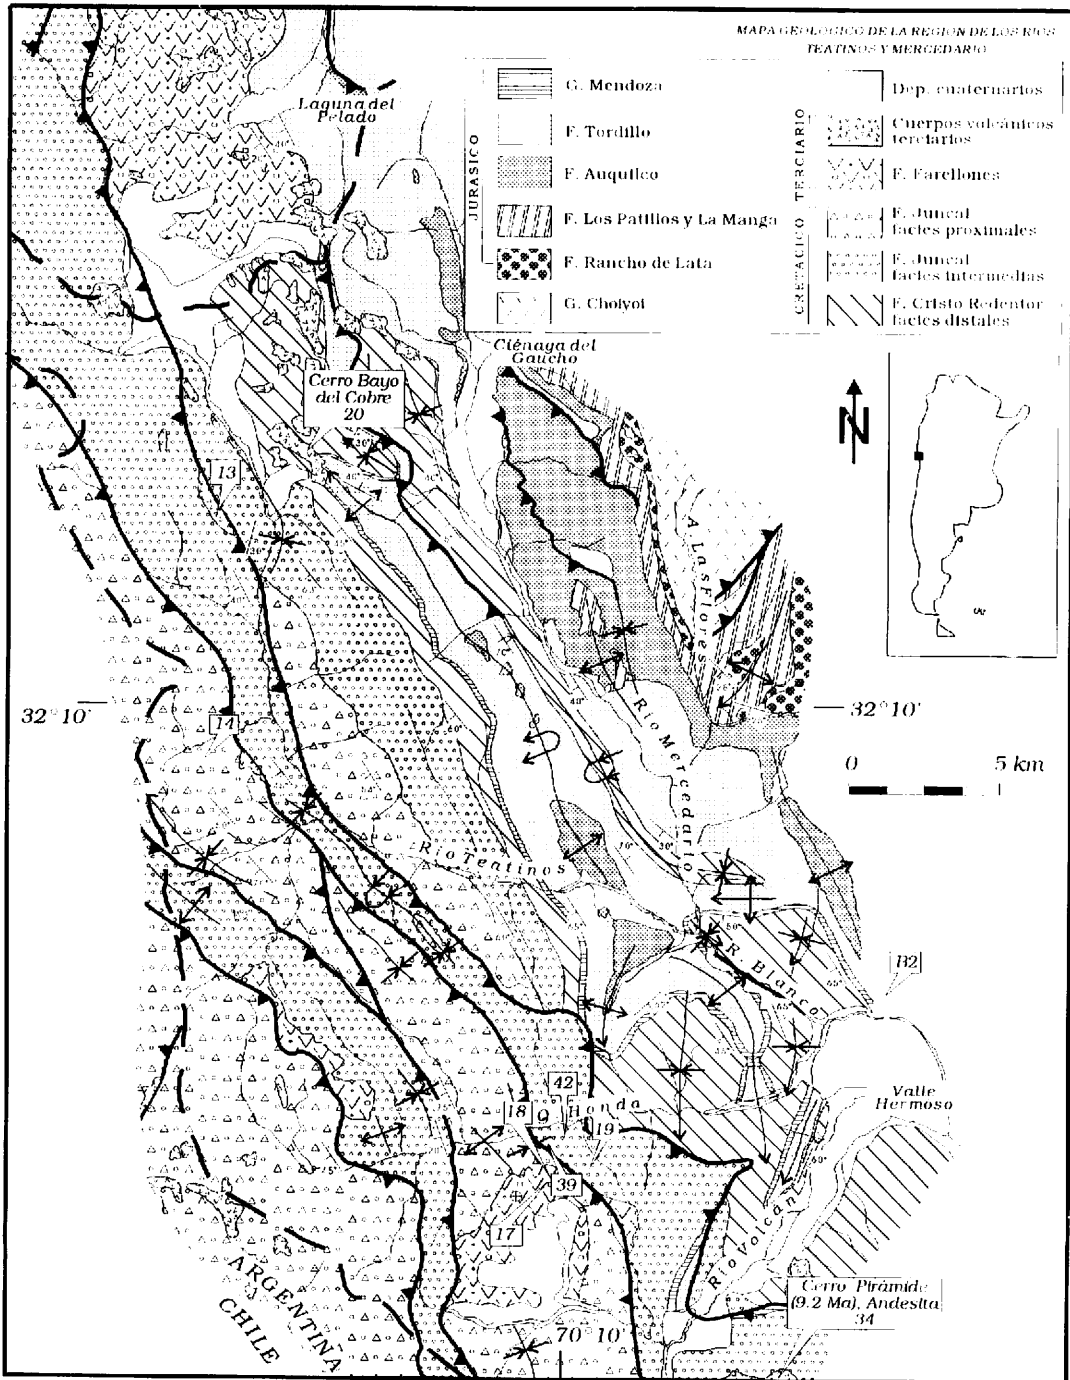 MAPA GEOLOGICO DE LA REGION DE LOS RIOS
TEATINOS Y MERCEDARIO
JURASICO
G. Mendoza
F. Tordillo
F. Auquilco
F. Los Patillos y La Manga
F. Rancho de Lata
G. Choiyoi
CRETACICO TERCIARIO
Dep. cuaternarios
Cuerpos volcánicos
terciarios
F. Farellones
F. Juncal
facies proximales
F. Juncal
facies intermedias
F. Cristo Redentor
facies distales
Laguna del
Pelado
Ciénaga del
Gaucho
Cerro Bayo
del Cobre
20
N
13
A Las Flores
32°10'
32°10'
14
Río Mercedario
0 5 km
Río Teatinos
R. Blanco
B2
Valle
Hermoso
42
18
Q. Honda
19
39
17
Río Volcán
Cerro Pirámide
(9.2 Ma), Andesita
34
ARGENTINA
CHILE
70°10'